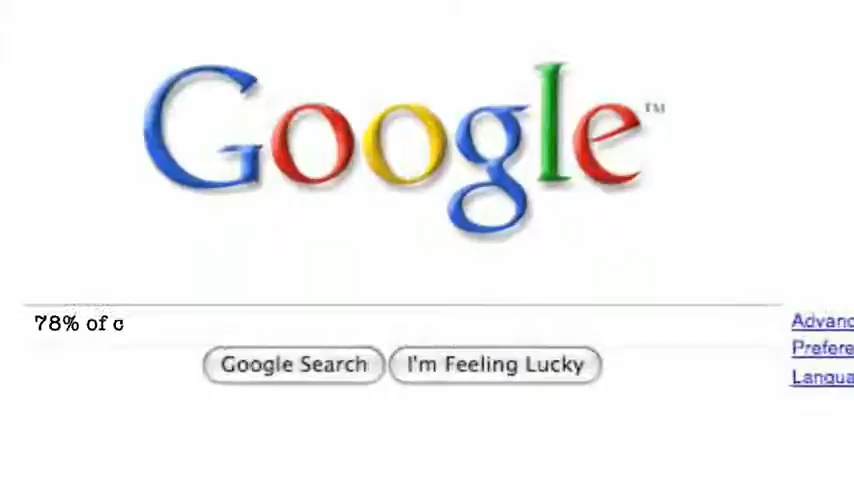 Google™
78% of c
Advanc
Google Search I'm Feeling Lucky
Prefere
Langua